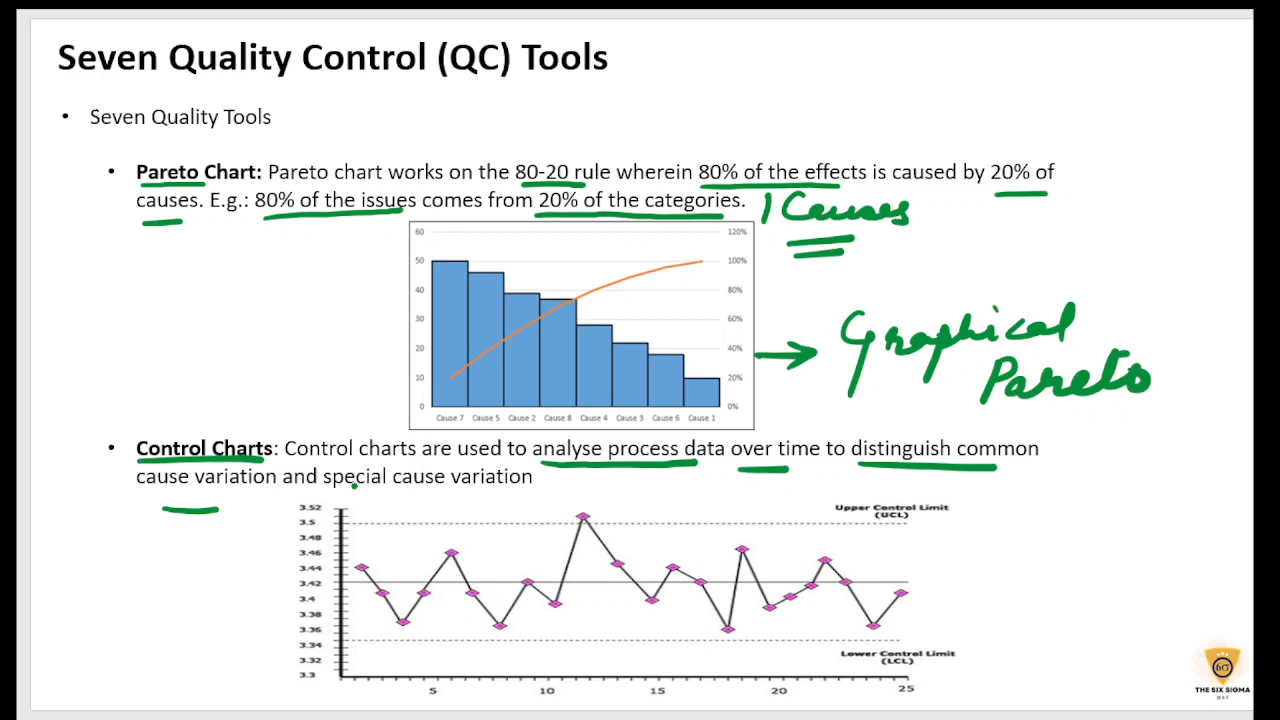 Seven Quality Control (QC) Tools
• Seven Quality Tools
• Pareto Chart: Pareto chart works on the 80-20 rule wherein 80% of the effects is caused by 20% of
causes. E.g.: 80% of the issues comes from 20% of the categories.
/ Causes
60 120%
50 100%
40 80%
30 60%
20 40%
10 20%
0 0%
Cause 7 Cause 5 Cause 2 Cause 8 Cause 4 Cause 3 Cause 6 Cause 1
→ Graphical
Pareto
• Control Charts: Control charts are used to analyse process data over time to distinguish common
cause variation and special cause variation
3.52
3.5
3.48
3.46
3.44
3.42
3.4
3.38
3.36
3.34
3.32
3.3
Upper Control Limit
(UCL)
Lower Control Limit
(LCL)
5 10 15 20 25
6σ
THE SIX SIGMA
WAY